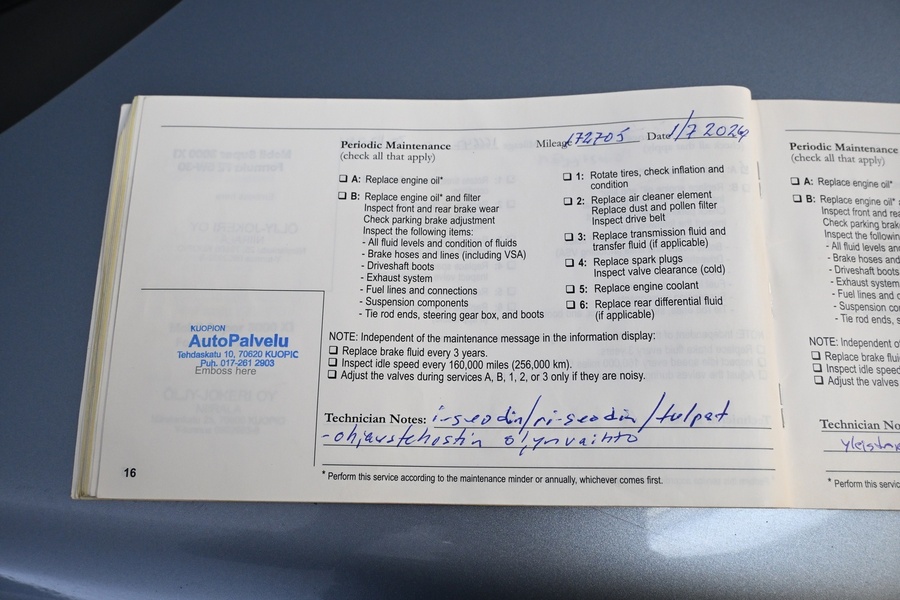 Periodic Maintenance
(check all that apply)
Mileage 172705 Date 1/7 2024
A: Replace engine oil*
B: Replace engine oil* and filter
Inspect front and rear brake wear
Check parking brake adjustment
Inspect the following items:
- All fluid levels and condition of fluids
- Brake hoses and lines (including VSA)
- Driveshaft boots
- Exhaust system
- Fuel lines and connections
- Suspension components
- Tie rod ends, steering gear box, and boots
1: Rotate tires, check inflation and
condition
2: Replace air cleaner element
Replace dust and pollen filter
Inspect drive belt
3: Replace transmission fluid and
transfer fluid (if applicable)
4: Replace spark plugs
Inspect valve clearance (cold)
5: Replace engine coolant
6: Replace rear differential fluid
(if applicable)
NOTE: Independent of the maintenance message in the information display:
Replace brake fluid every 3 years.
Inspect idle speed every 160,000 miles (256,000 km).
Adjust the valves during services A, B, 1, 2, or 3 only if they are noisy.
Technician Notes: i-suodin/ri-suodin/tulpat
-ohjaustehostin öljynvaihto
* Perform this service according to the maintenance minder or annually, whichever comes first.
KUOPION
AutoPalvelu
Tehdaskatu 10, 70620 KUOPIO
Puh. 017-261 2903
Emboss here
16
Periodic Maintenance
(check all that apply)
A: Replace engine oil*
B: Replace engine oil*
Inspect front and
Check parking
Inspect the
- All fluid levels
- Brake hoses and
- Driveshaft boots
- Exhaust system
- Fuel lines and
- Suspension
- Tie rod ends,
NOTE: Independent
Replace brake
Inspect idle speed
Adjust the valves
Technician
* Perform this